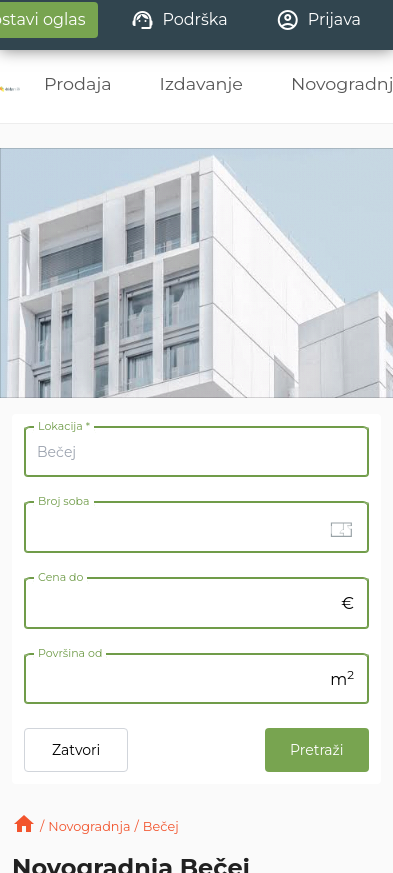 ostavi oglas Podrška Prijava
Prodaja Izdavanje Novogradnj
Lokacija *
Bečej
Broj soba
Cena do
€
Površina od
m²
Zatvori Pretraži
/ Novogradnja / Bečej
Novogradnja Bečej